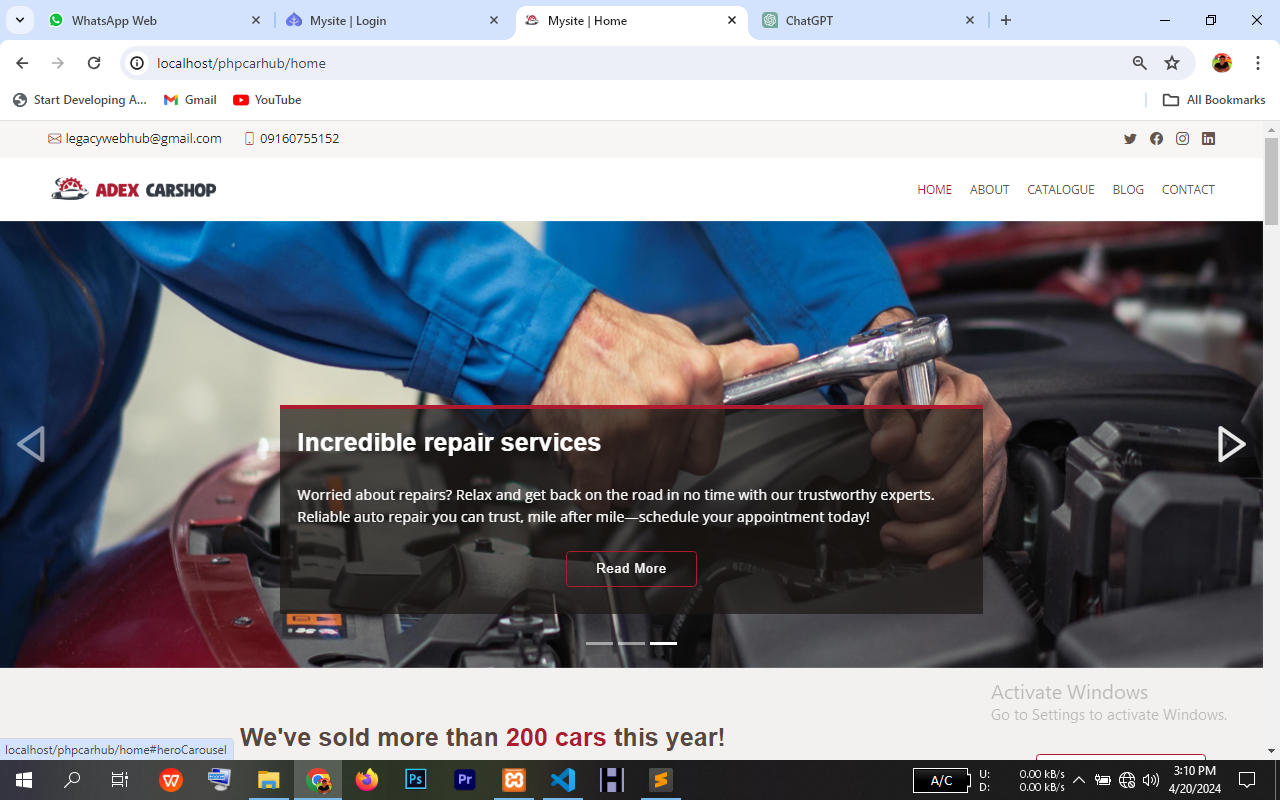 WhatsApp Web
Mysite | Login
Mysite | Home
ChatGPT
localhost/phpcarhub/home
Start Developing A...
Gmail
YouTube
All Bookmarks
legacywebhub@gmail.com
09160755152
ADEX CARSHOP
HOME
ABOUT
CATALOGUE
BLOG
CONTACT
Incredible repair services
Worried about repairs? Relax and get back on the road in no time with our trustworthy experts.
Reliable auto repair you can trust, mile after mile—schedule your appointment today!
Read More
Activate Windows
Go to Settings to activate Windows.
We've sold more than 200 cars this year!
localhost/phpcarhub/home#heroCarousel
A/C
U: 0.00 kB/s
D: 0.00 kB/s
3:10 PM
4/20/2024